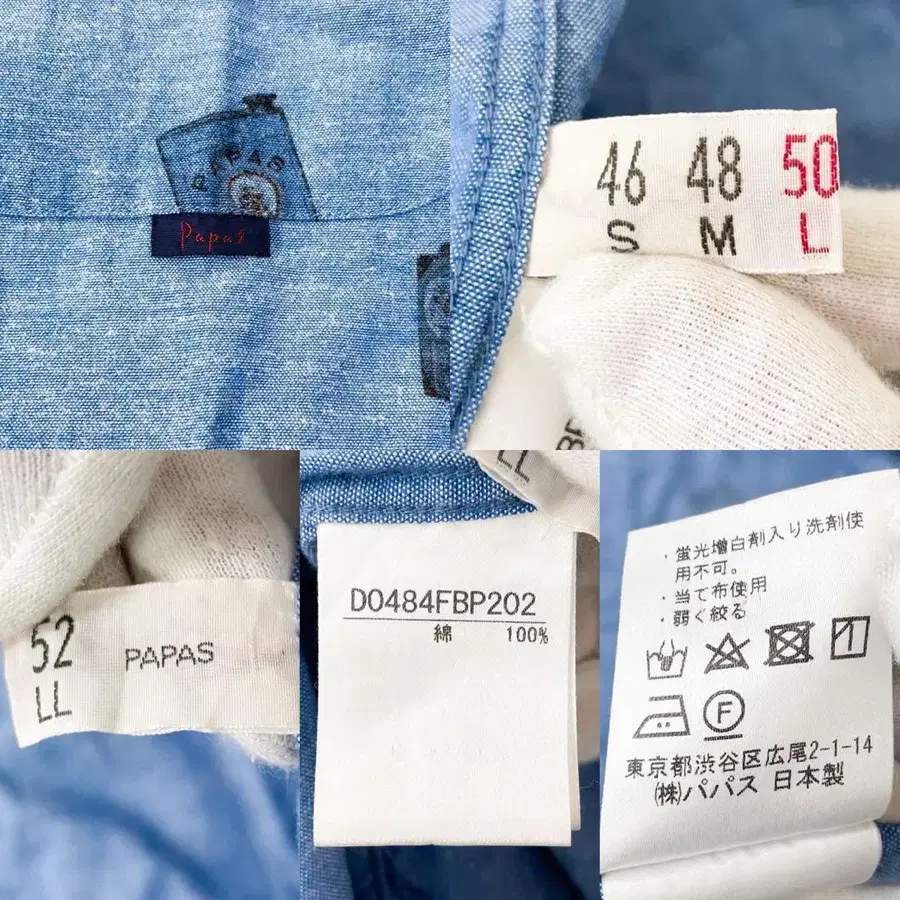 PAPAS
Papas
46 48 50
S M L
LL
52 PAPAS
LL
D0484FBP202
綿 100%
・蛍光増白剤入り洗剤使
用不可。
・当て布使用
・弱く絞る
F
東京都渋谷区広尾2-1-14
㈱パパス 日本製